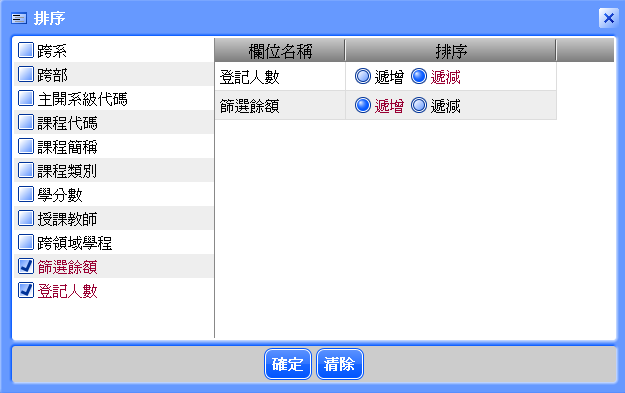 排序
跨系
跨部
主開系級代碼
課程代碼
課程簡稱
課程類別
學分數
授課教師
跨領域學程
篩選餘額
登記人數
欄位名稱 排序
登記人數 遞增 遞減
篩選餘額 遞增 遞減
確定 清除